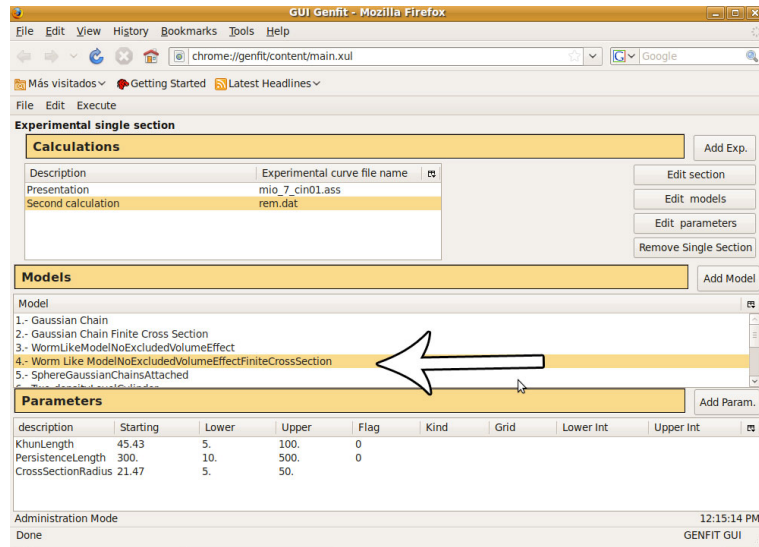 GUI Genfit - Mozilla Firefox
File Edit View History Bookmarks Tools Help
chrome://genfit/content/main.xul
G Google
Más visitados Getting Started Latest Headlines
File Edit Execute
Experimental single section
Calculations Add Exp.
Description Experimental curve file name
Presentation mio_7_cin01.ass
Second calculation rem.dat
Edit section
Edit models
Edit parameters
Remove Single Section
Models Add Model
Model
1.- Gaussian Chain
2.- Gaussian Chain Finite Cross Section
3.- WormLikeModelNoExcludedVolumeEffect
4.- Worm Like ModelNoExcludedVolumeEffectFiniteCrossSection
5.- SphereGaussianChainsAttached
Parameters Add Param.
description Starting Lower Upper Flag Kind Grid Lower Int Upper Int
KhunLength 45.43 5. 100. 0
PersistenceLength 300. 10. 500. 0
CrossSectionRadius 21.47 5. 50.
Administration Mode 12:15:14 PM
Done GENFIT GUI